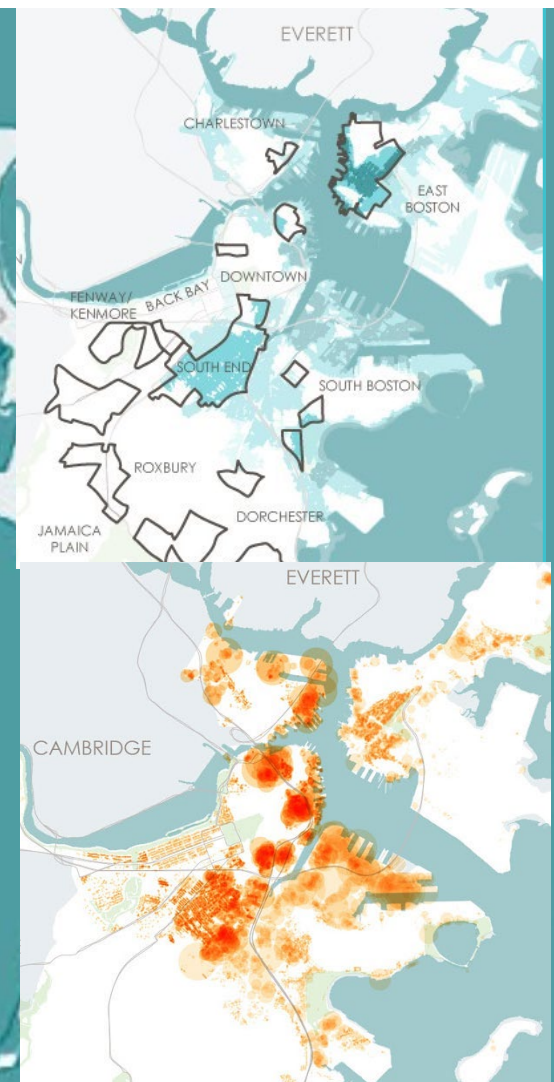 EVERETT
CHARLESTOWN
EAST
BOSTON
DOWNTOWN
BACK BAY
FENWAY/
KENMORE
SOUTH END
SOUTH BOSTON
ROXBURY
DORCHESTER
JAMAICA
PLAIN
EVERETT
CAMBRIDGE